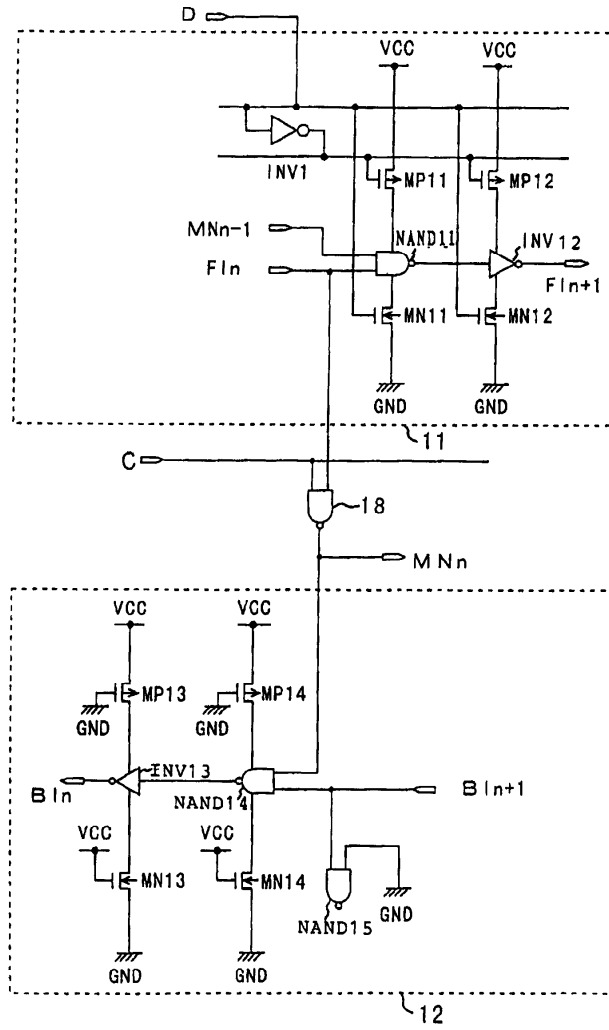 D
VCC VCC
INV1 MP11 MP12
MNn-1 NAND11 INV12
FIn FIn+1
MN11 MN12
GND GND
11
C
18
MNn
VCC VCC
MP13 MP14
GND GND
INV13
BIn NAND14 BIn+1
VCC VCC
MN13 MN14
NAND15 GND
GND GND
12